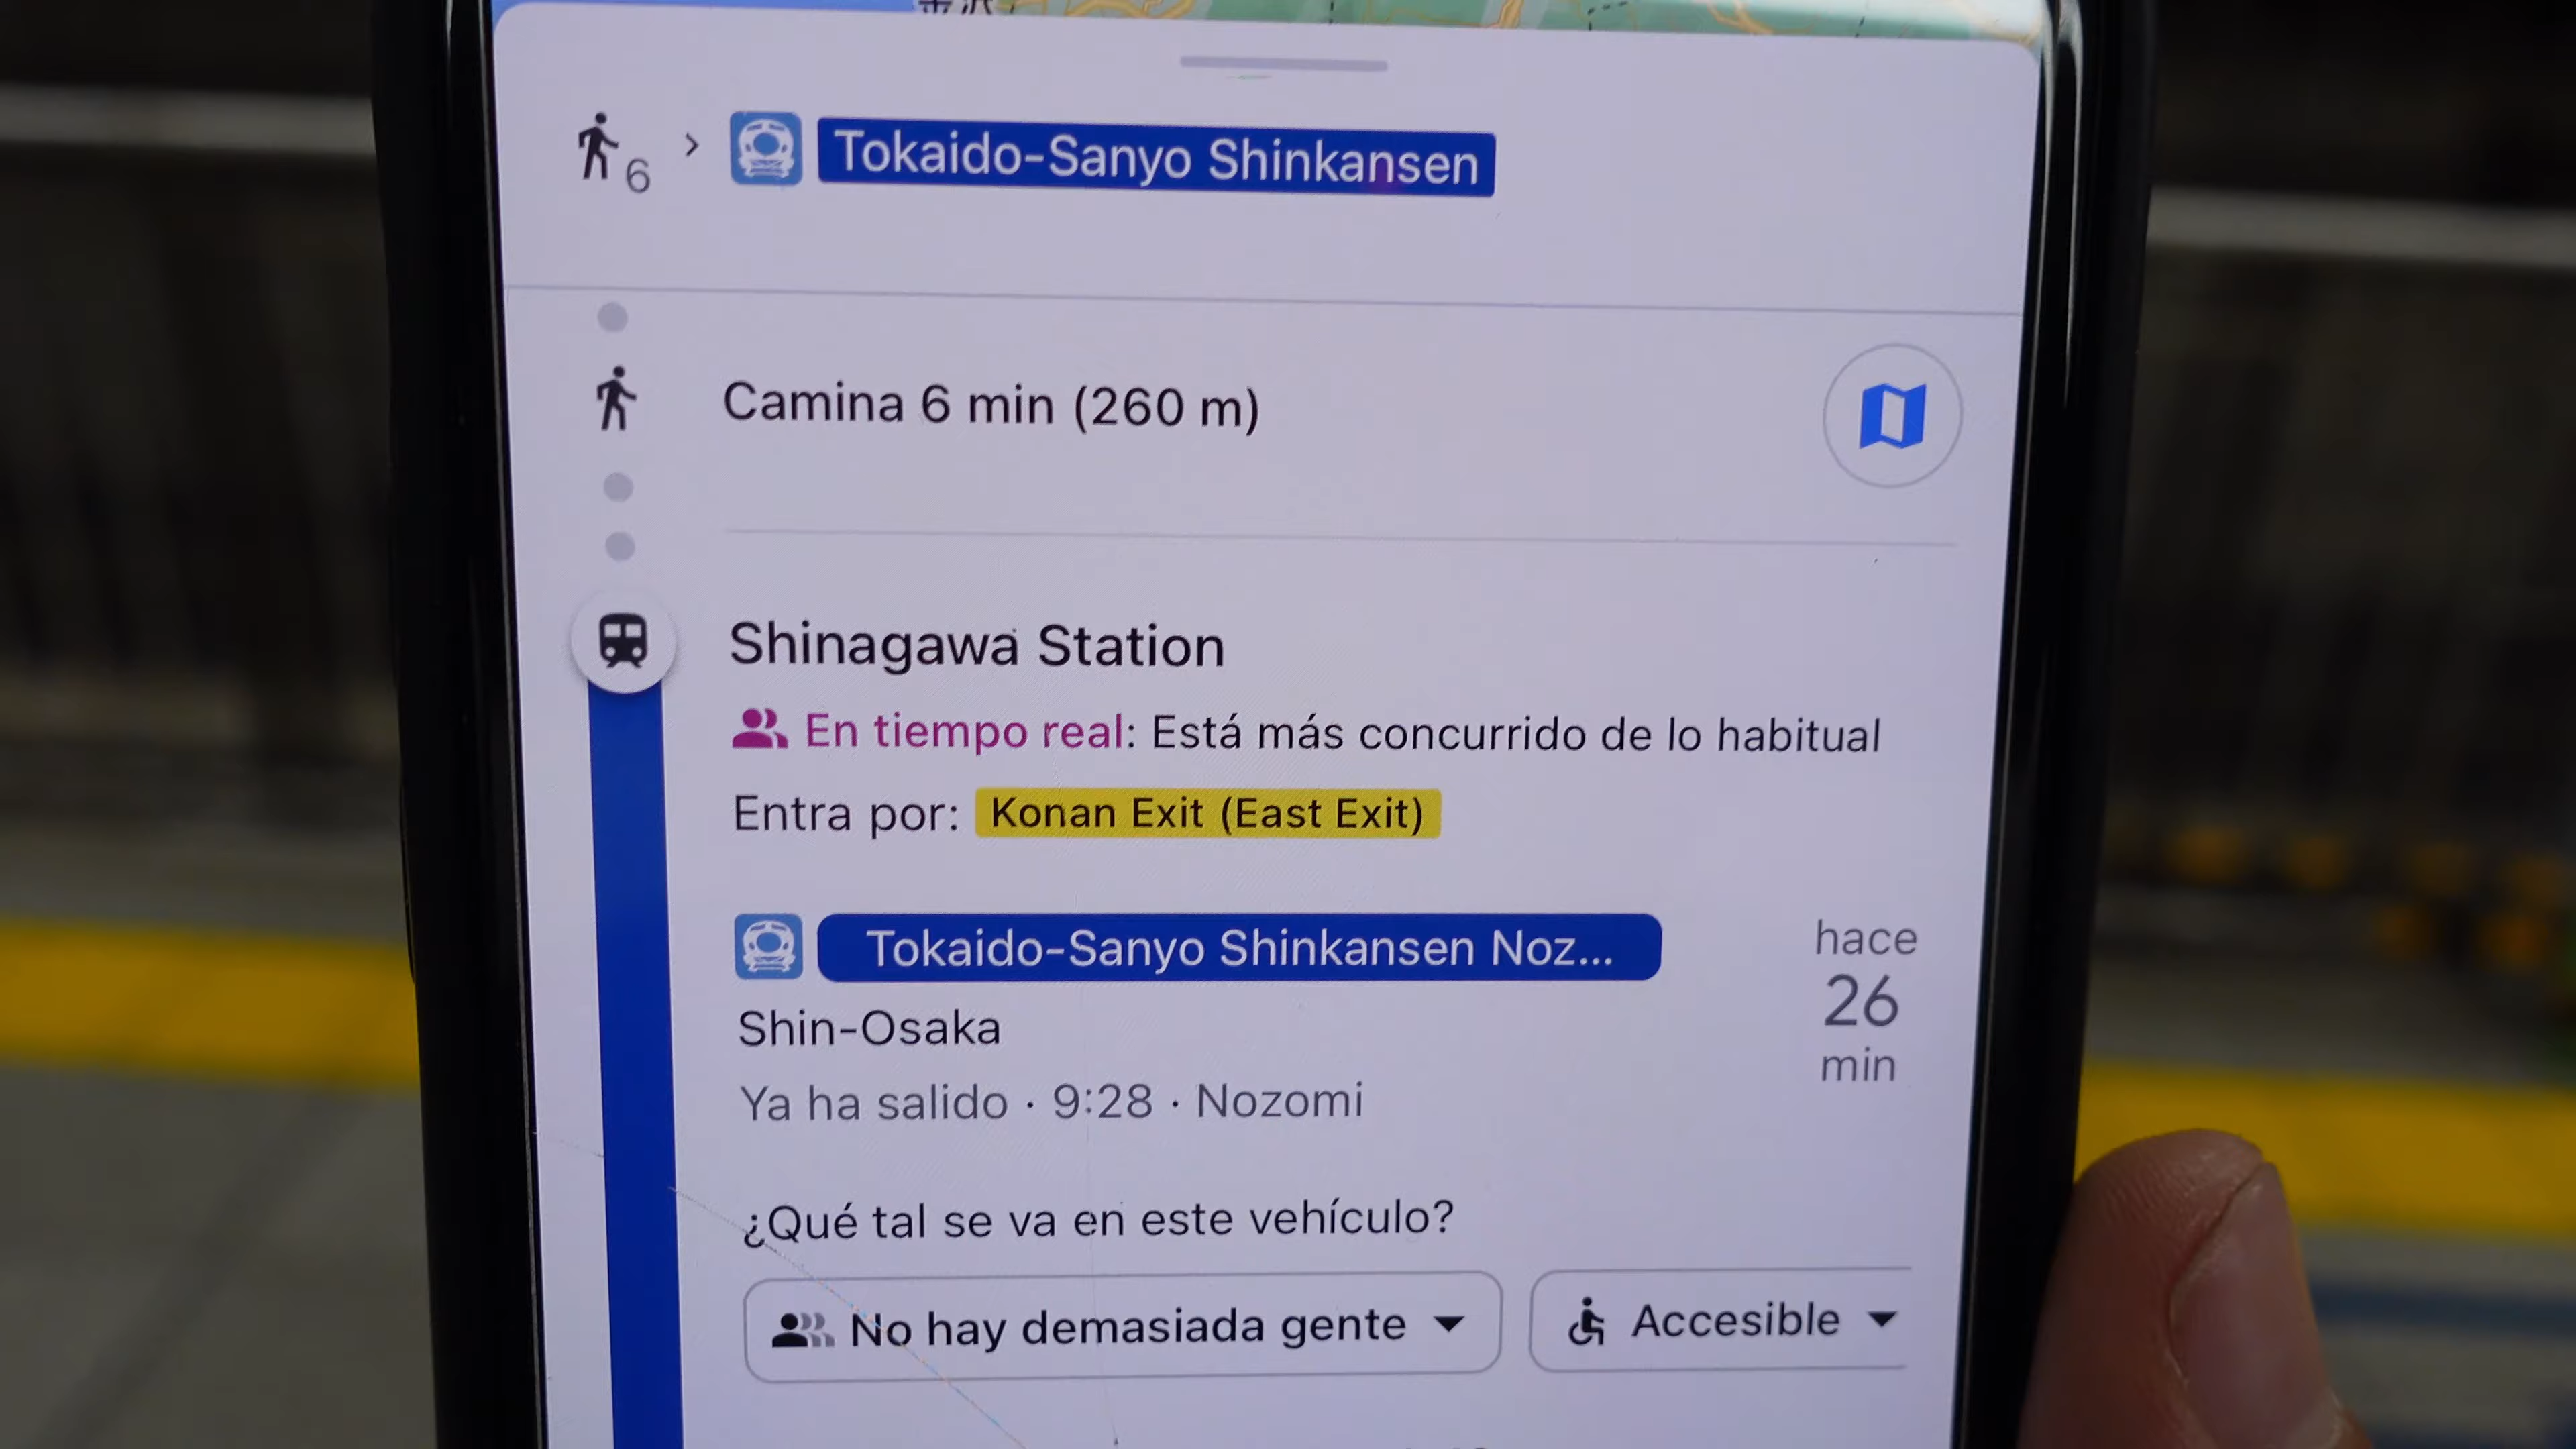 6 > Tokaido-Sanyo Shinkansen
Camina 6 min (260 m)
Shinagawa Station
En tiempo real: Está más concurrido de lo habitual
Entra por: Konan Exit (East Exit)
Tokaido-Sanyo Shinkansen Noz...
hace
26
min
Shin-Osaka
Ya ha salido · 9:28 · Nozomi
¿Qué tal se va en este vehículo?
No hay demasiada gente
Accesible